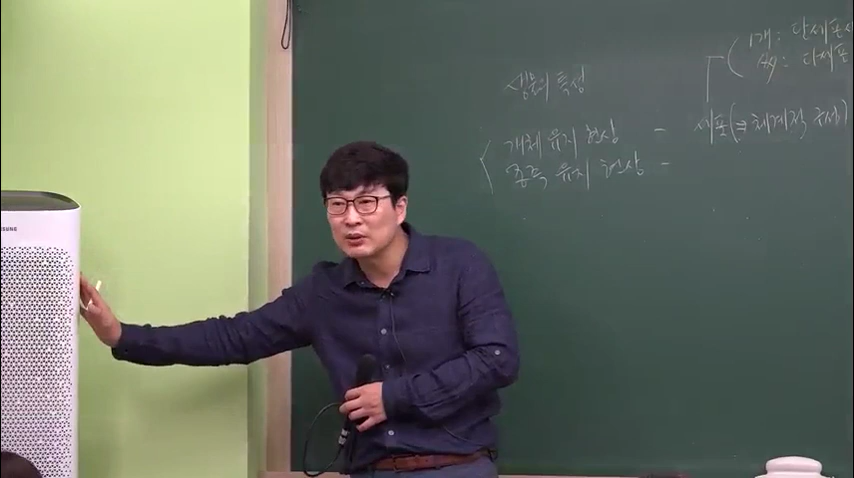 1개: 단세포
多: 다세포
생물의 특성
개체 유지 현상 - 세포(⇒ 체계적 구성)
종족 유지 현상 -
SAMSUNG